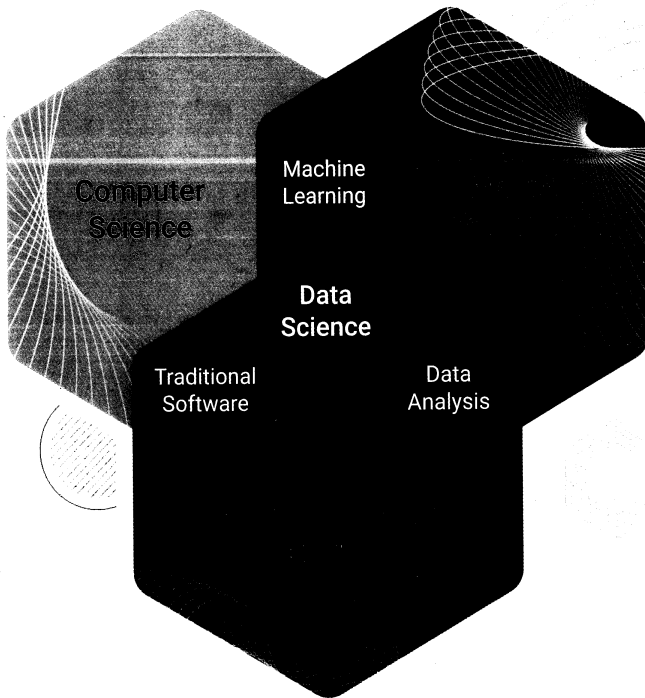 Computer
Science
Machine
Learning
Data
Science
Traditional
Software
Data
Analysis